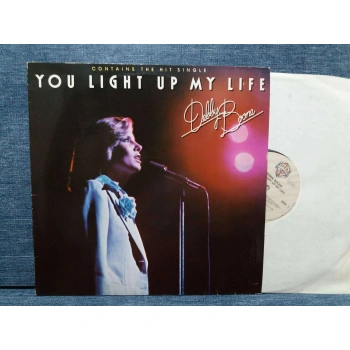 CONTAINS THE HIT SINGLE
YOU LIGHT UP MY LIFE
Debby Boone